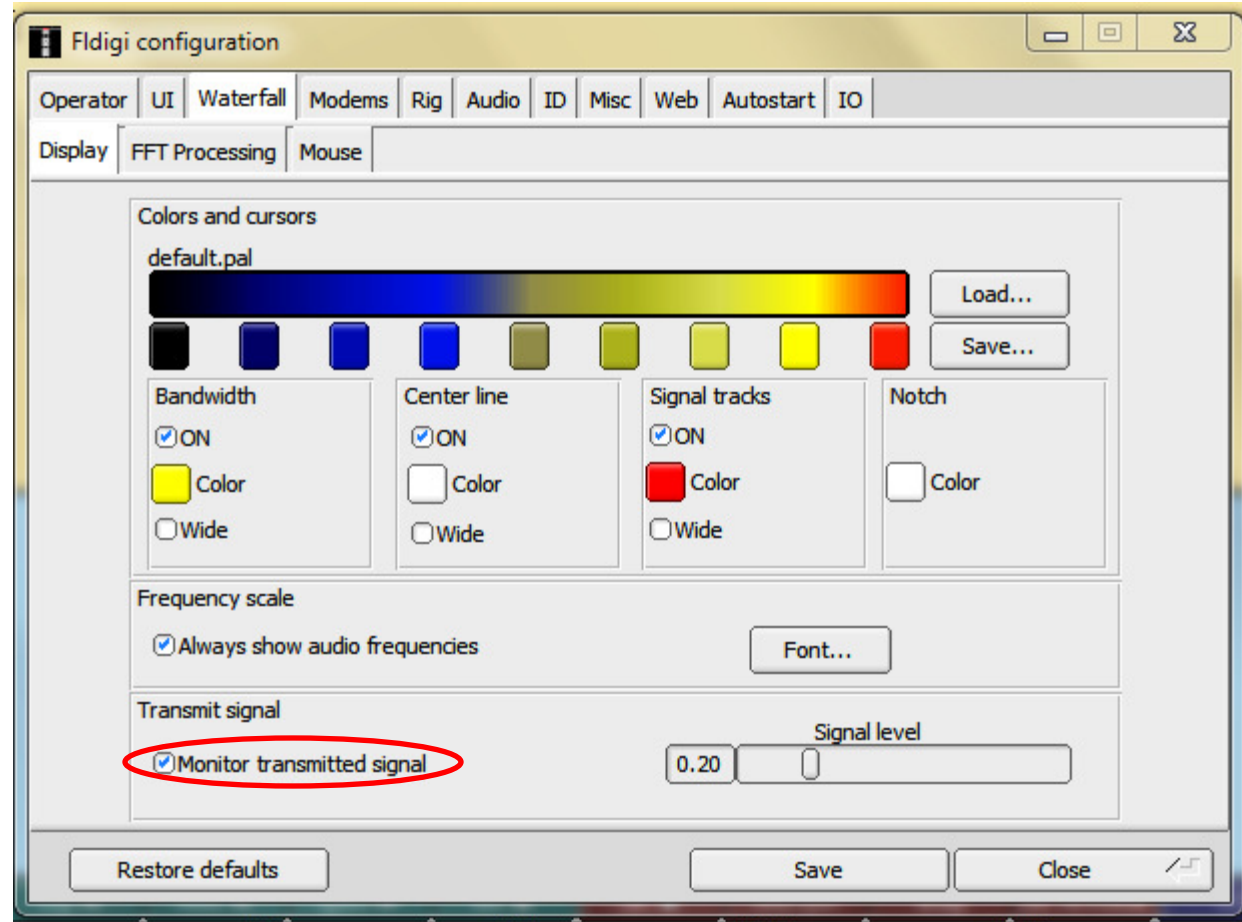 Fldigi configuration
Operator UI Waterfall Modems Rig Audio ID Misc Web Autostart IO
Display FFT Processing Mouse
Colors and cursors
default.pal
Load...
Save...
Bandwidth Center line Signal tracks Notch
ON ON ON
Color Color Color Color
Wide Wide Wide
Frequency scale
Always show audio frequencies Font...
Transmit signal
Signal level
Monitor transmitted signal 0.20
Restore defaults Save Close